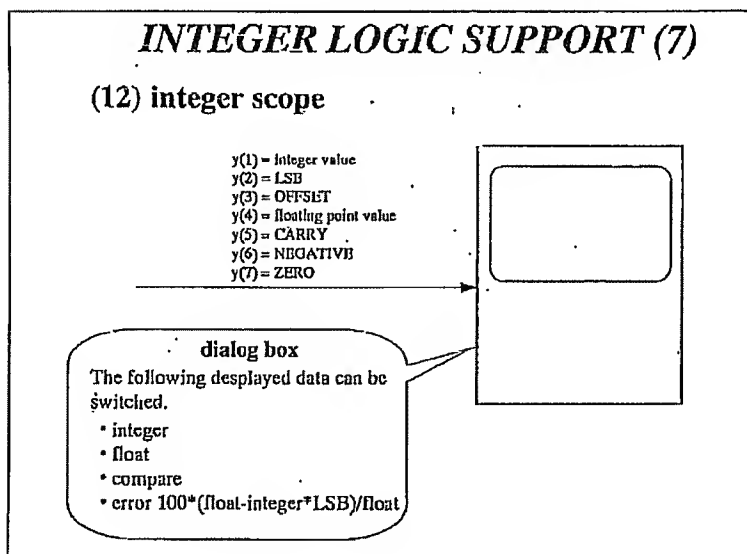 INTEGER LOGIC SUPPORT (7)
(12) integer scope
y(1) = integer value
y(2) = LSB
y(3) = OFFSET
y(4) = floating point value
y(5) = CARRY
y(6) = NEGATIVE
y(7) = ZERO
dialog box
The following desplayed data can be
switched.
• integer
• float
• compare
• error 100*(float-integer*LSB)/float